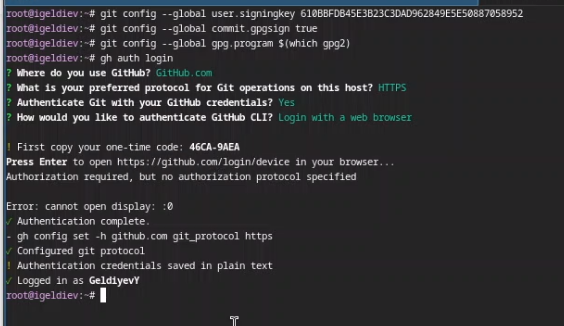 root@igeldiev:~# git config --global user.signingkey 610BBFDB45E3B23C3DAD962849E5E50887058952
root@igeldiev:~# git config --global commit.gpgsign true
root@igeldiev:~# git config --global gpg.program $(which gpg2)
root@igeldiev:~# gh auth login
? Where do you use GitHub? GitHub.com
? What is your preferred protocol for Git operations on this host? HTTPS
? Authenticate Git with your GitHub credentials? Yes
? How would you like to authenticate GitHub CLI? Login with a web browser
! First copy your one-time code: 46CA-9AEA
Press Enter to open https://github.com/login/device in your browser...
Authorization required, but no authorization protocol specified
Error: cannot open display: :0
✓ Authentication complete.
- gh config set -h github.com git_protocol https
✓ Configured git protocol
! Authentication credentials saved in plain text
✓ Logged in as GeldiyevY
root@igeldiev:~#